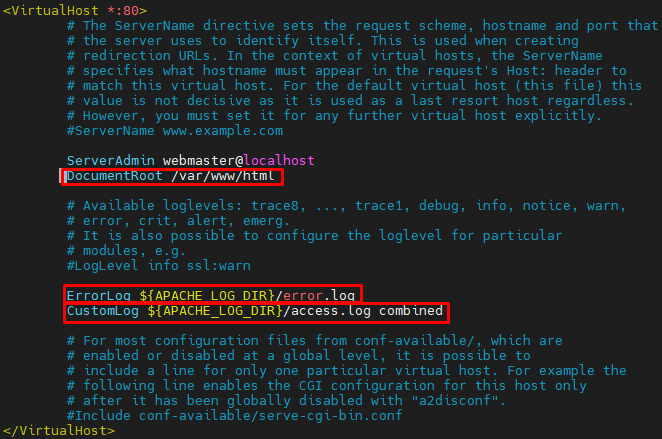 <VirtualHost *:80>
# The ServerName directive sets the request scheme, hostname and port that
# the server uses to identify itself. This is used when creating
# redirection URLs. In the context of virtual hosts, the ServerName
# specifies what hostname must appear in the request's Host: header to
# match this virtual host. For the default virtual host (this file) this
# value is not decisive as it is used as a last resort host regardless.
# However, you must set it for any further virtual host explicitly.
#ServerName www.example.com
ServerAdmin webmaster@localhost
DocumentRoot /var/www/html
# Available loglevels: trace8, ..., trace1, debug, info, notice, warn,
# error, crit, alert, emerg.
# It is also possible to configure the loglevel for particular
# modules, e.g.
#LogLevel info ssl:warn
ErrorLog ${APACHE_LOG_DIR}/error.log
CustomLog ${APACHE_LOG_DIR}/access.log combined
# For most configuration files from conf-available/, which are
# enabled or disabled at a global level, it is possible to
# include a line for only one particular virtual host. For example the
# following line enables the CGI configuration for this host only
# after it has been globally disabled with "a2disconf".
#Include conf-available/serve-cgi-bin.conf
</VirtualHost>